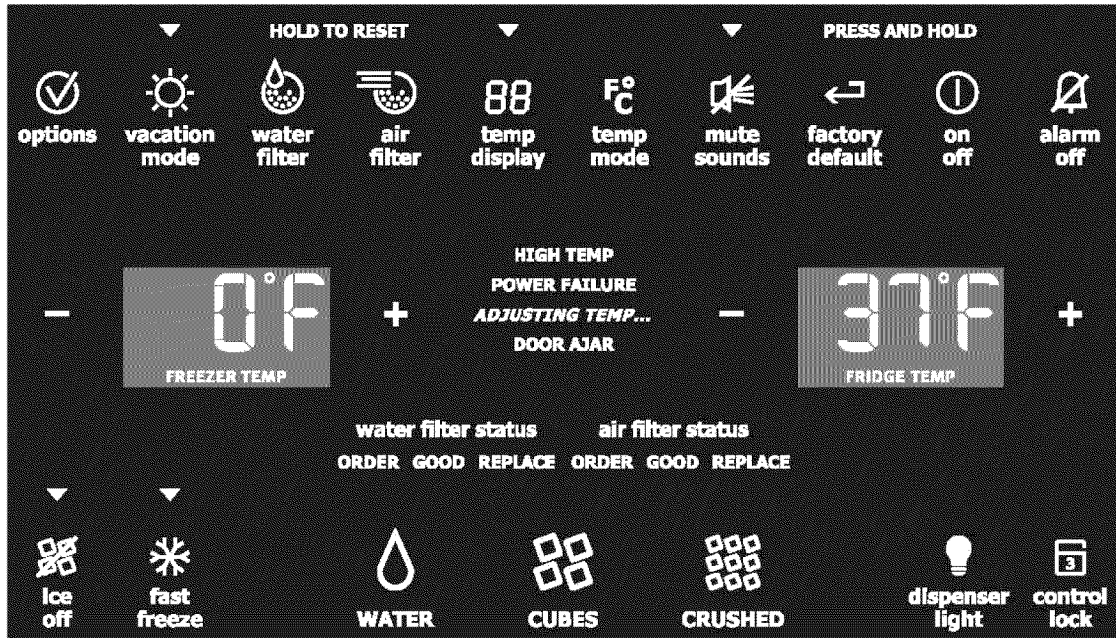 HOLD TO RESET PRESS AND HOLD
88 F°C
options vacation mode water filter air filter temp display temp mode mute sounds factory default on off alarm off
HIGH TEMP
POWER FAILURE
ADJUSTING TEMP...
DOOR AJAR
- 0°F +
FREEZER TEMP
- 37°F +
FRIDGE TEMP
water filter status air filter status
ORDER GOOD REPLACE ORDER GOOD REPLACE
3
ice off fast freeze WATER CUBES CRUSHED dispenser light control lock